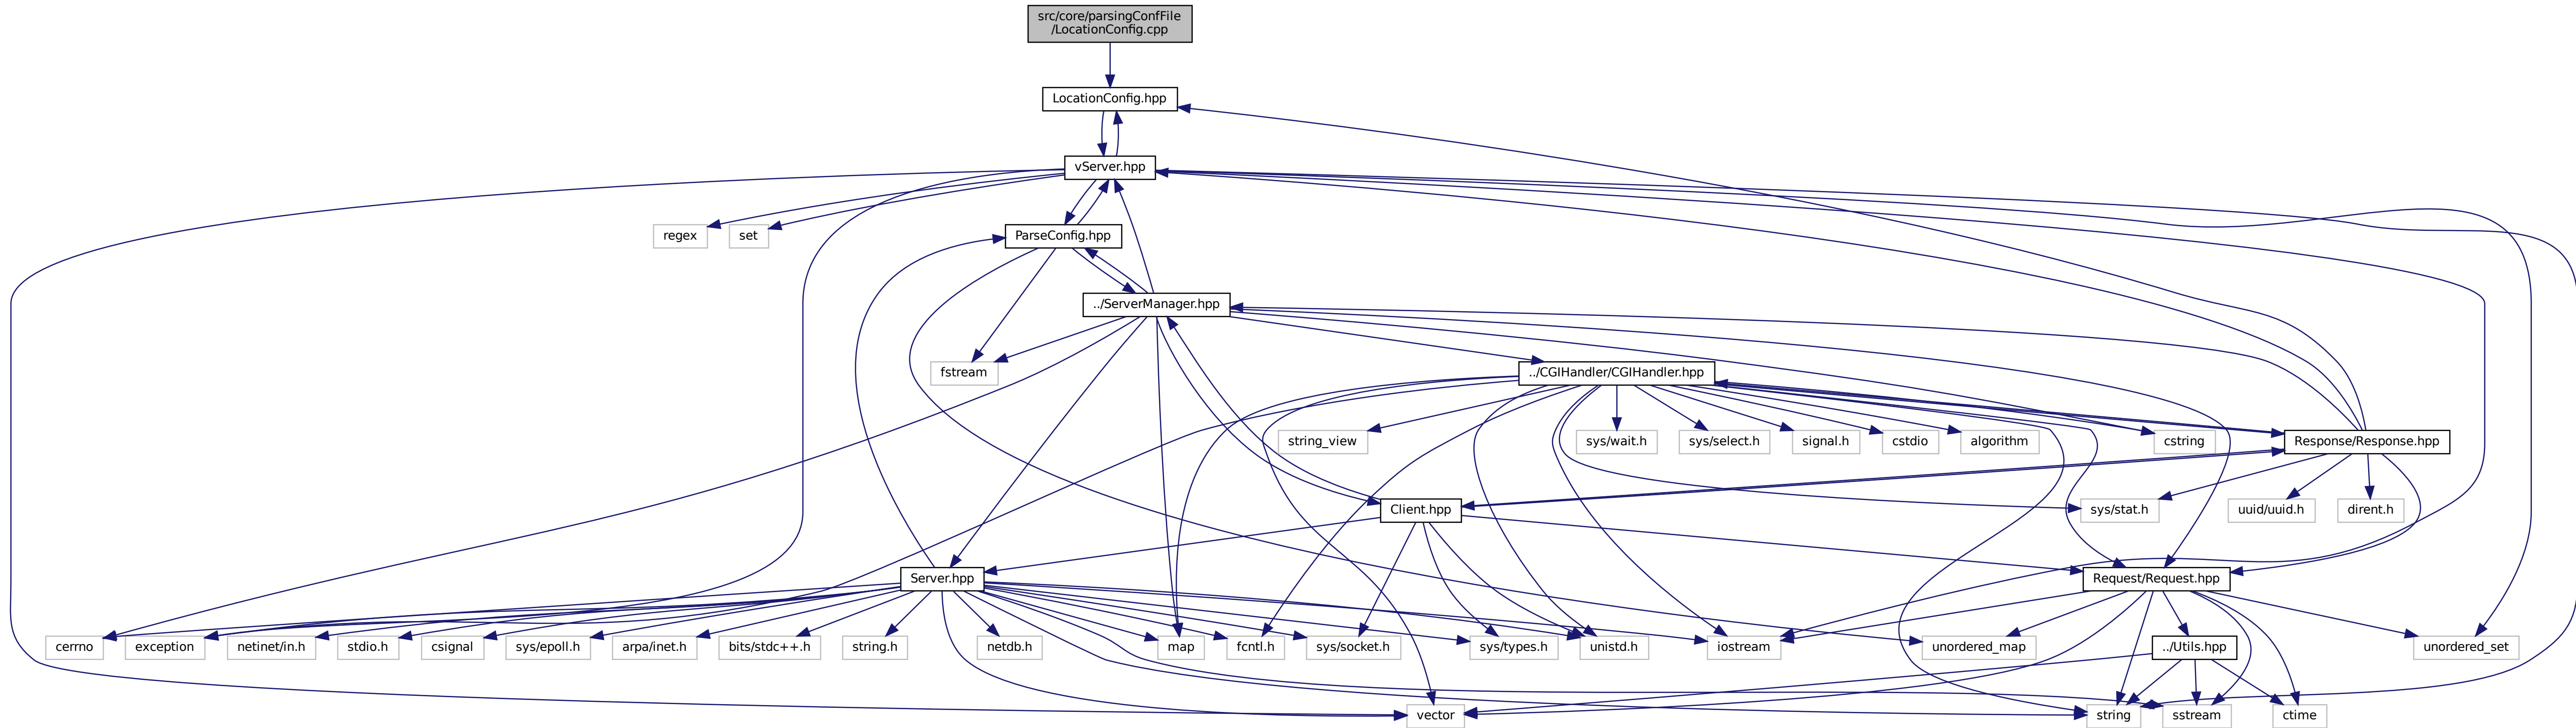 src/core/parsingConfFile
/LocationConfig.cpp
LocationConfig.hpp
vServer.hpp
regex
set
ParseConfig.hpp
../ServerManager.hpp
fstream
../CGIHandler/CGIHandler.hpp
string_view
sys/wait.h
sys/select.h
signal.h
cstdio
algorithm
cstring
Response/Response.hpp
Client.hpp
sys/stat.h
uuid/uuid.h
dirent.h
Server.hpp
Request/Request.hpp
cerrno
exception
netinet/in.h
stdio.h
csignal
sys/epoll.h
arpa/inet.h
bits/stdc++.h
string.h
netdb.h
map
fcntl.h
sys/socket.h
sys/types.h
unistd.h
iostream
unordered_map
../Utils.hpp
unordered_set
vector
string
sstream
ctime